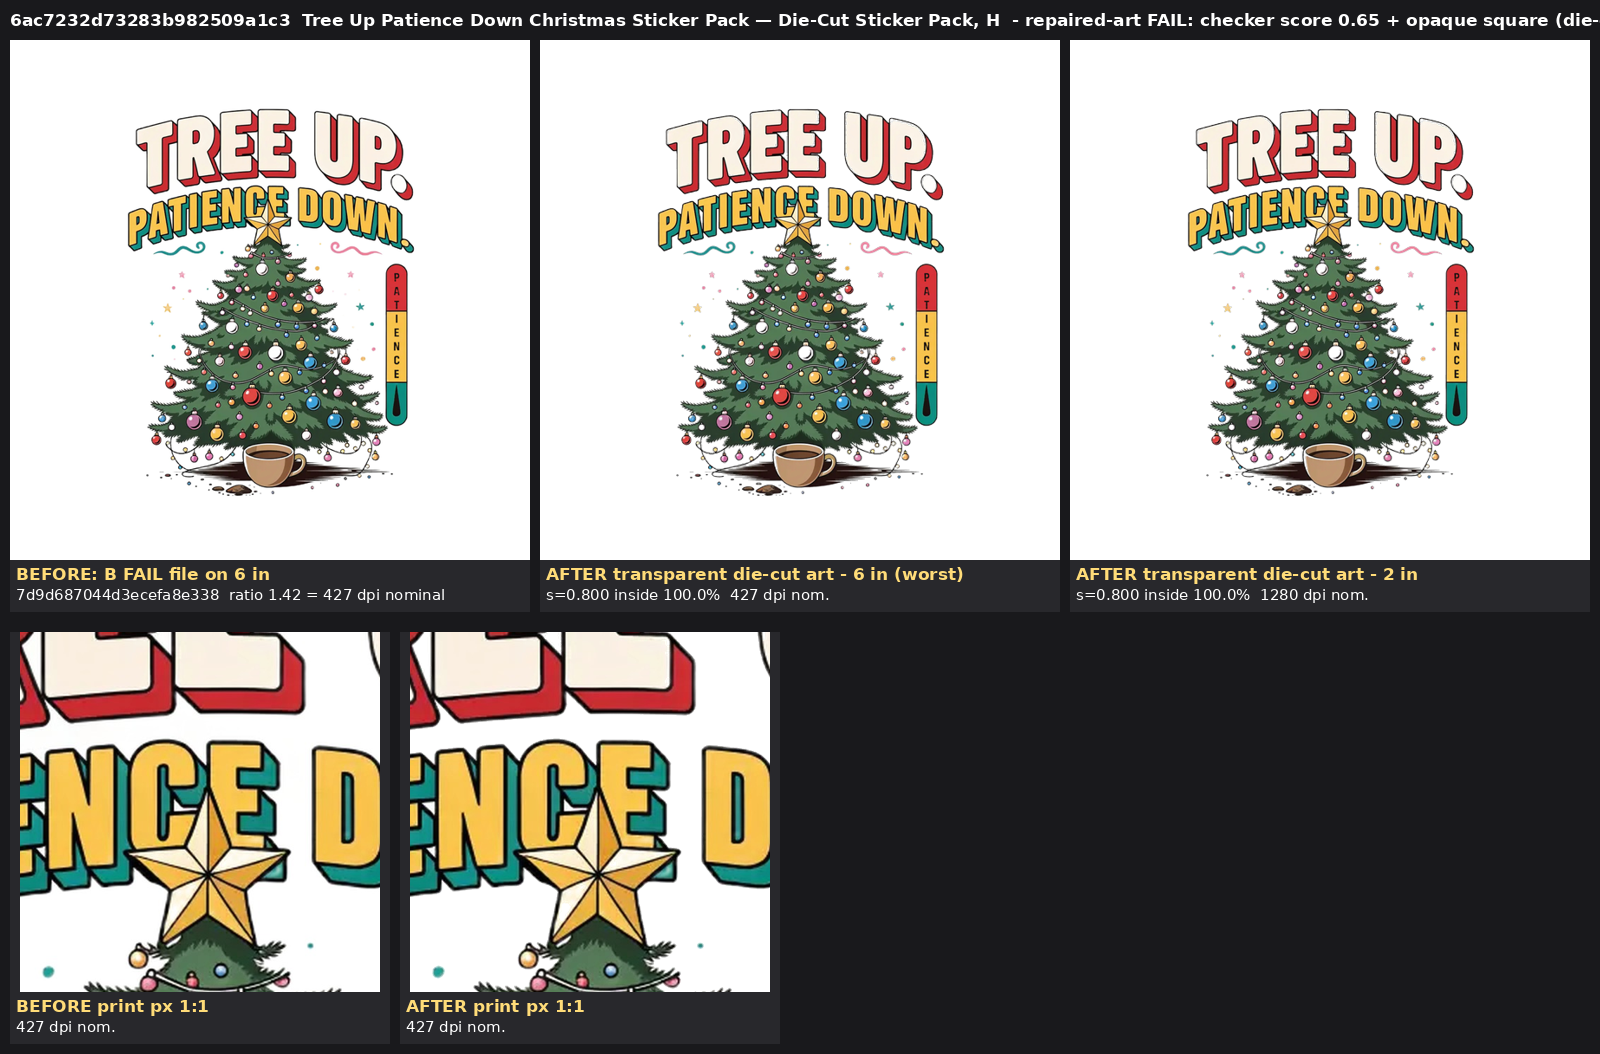 6ac7232d73283b982509a1c3 Tree Up Patience Down Christmas Sticker Pack — Die-Cut Sticker Pack, H - repaired-art FAIL: checker score 0.65 + opaque square (die-
TREE UP.
PATIENCE DOWN.
PATIENCE
TREE UP.
PATIENCE DOWN.
PATIENCE
TREE UP.
PATIENCE DOWN.
PATIENCE
BEFORE: B FAIL file on 6 in
7d9d687044d3ecefa8e338 ratio 1.42 = 427 dpi nominal
AFTER transparent die-cut art - 6 in (worst)
s=0.800 inside 100.0% 427 dpi nom.
AFTER transparent die-cut art - 2 in
s=0.800 inside 100.0% 1280 dpi nom.
ENCE D
ENCE D
BEFORE print px 1:1
427 dpi nom.
AFTER print px 1:1
427 dpi nom.